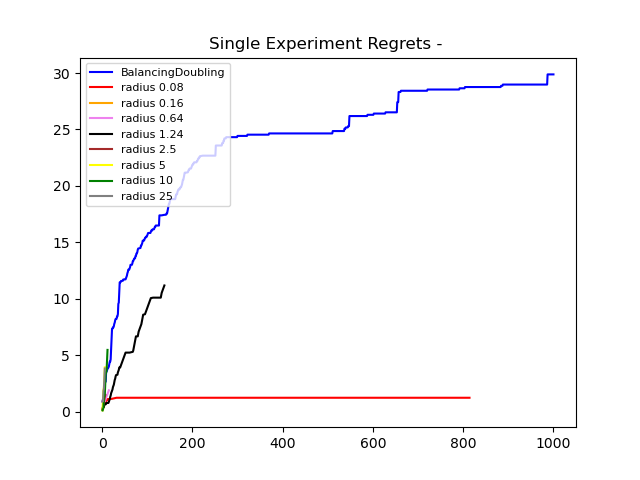 Single Experiment Regrets -
30
25
20
15
10
5
0
BalancingDoubling
radius 0.08
radius 0.16
radius 0.64
radius 1.24
radius 2.5
radius 5
radius 10
radius 25
0 200 400 600 800 1000